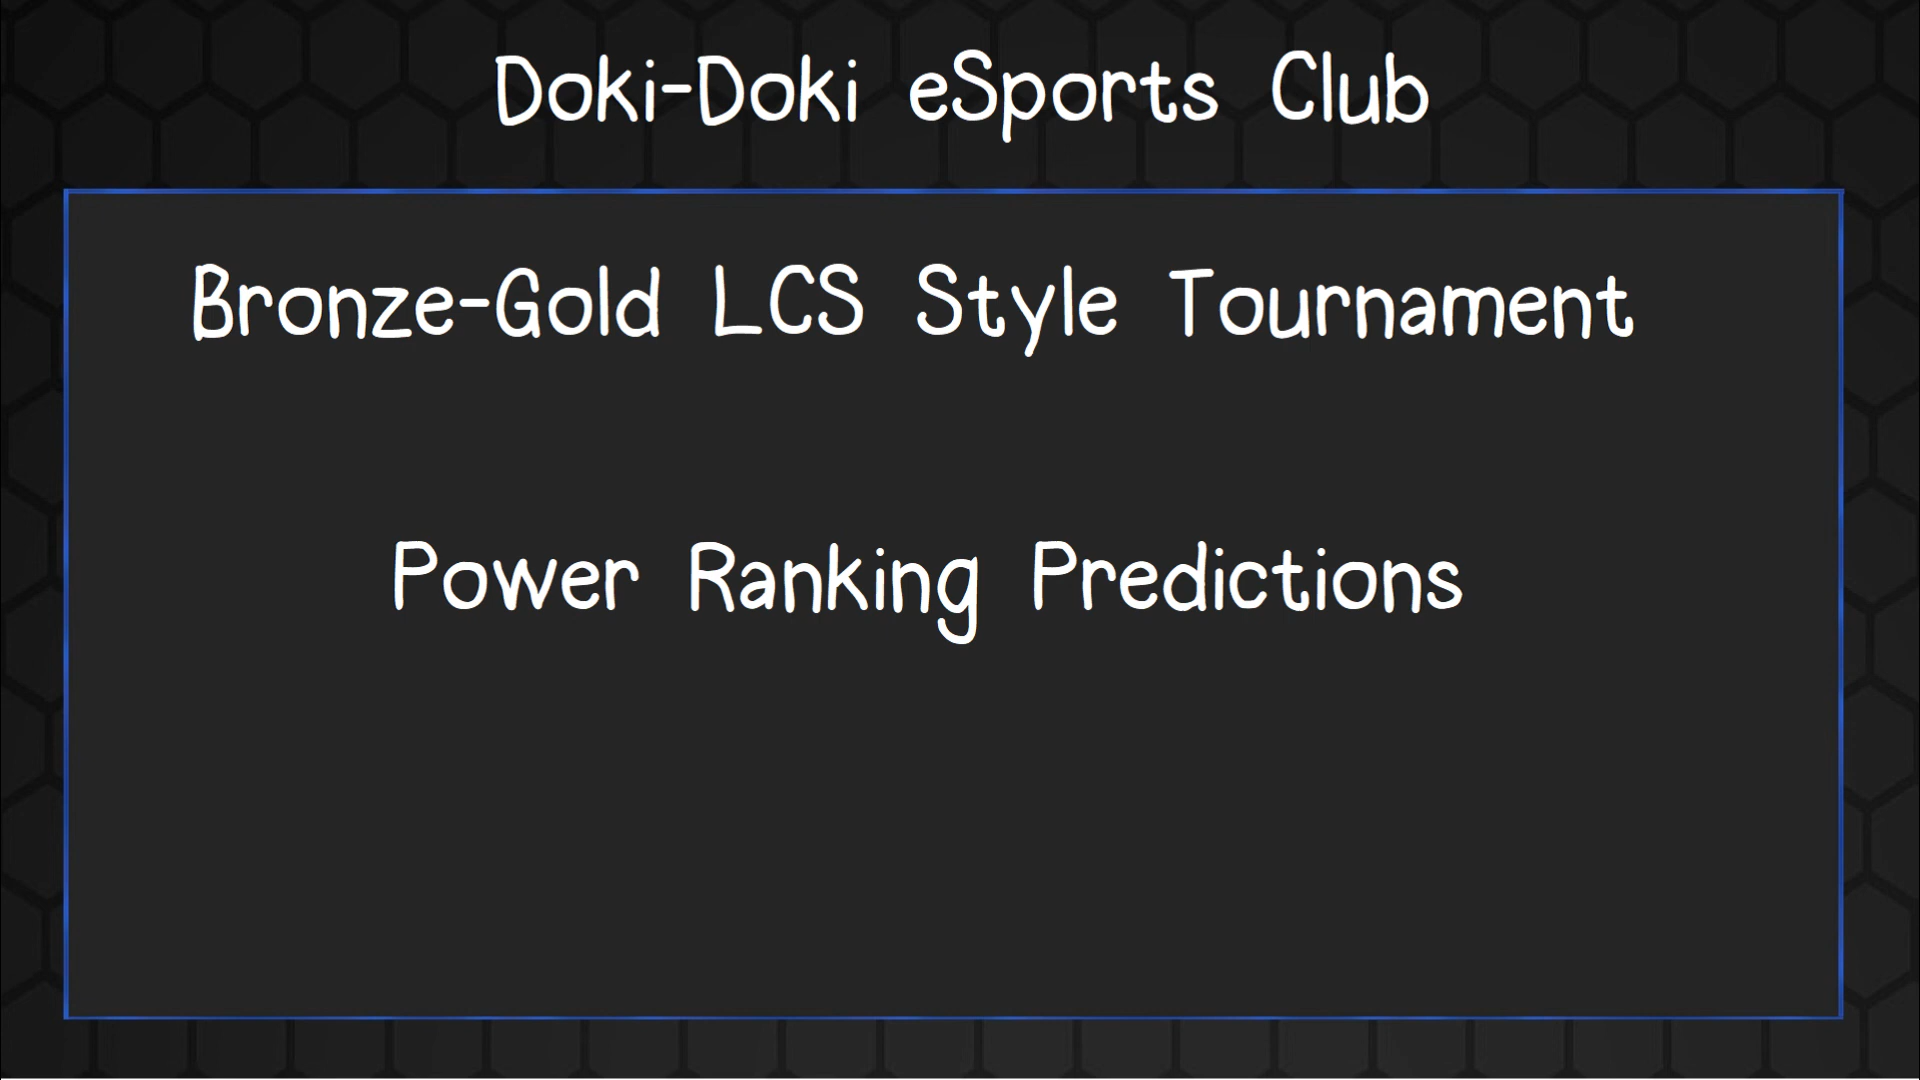 Doki-Doki eSports Club
Bronze-Gold LCS Style Tournament
Power Ranking Predictions